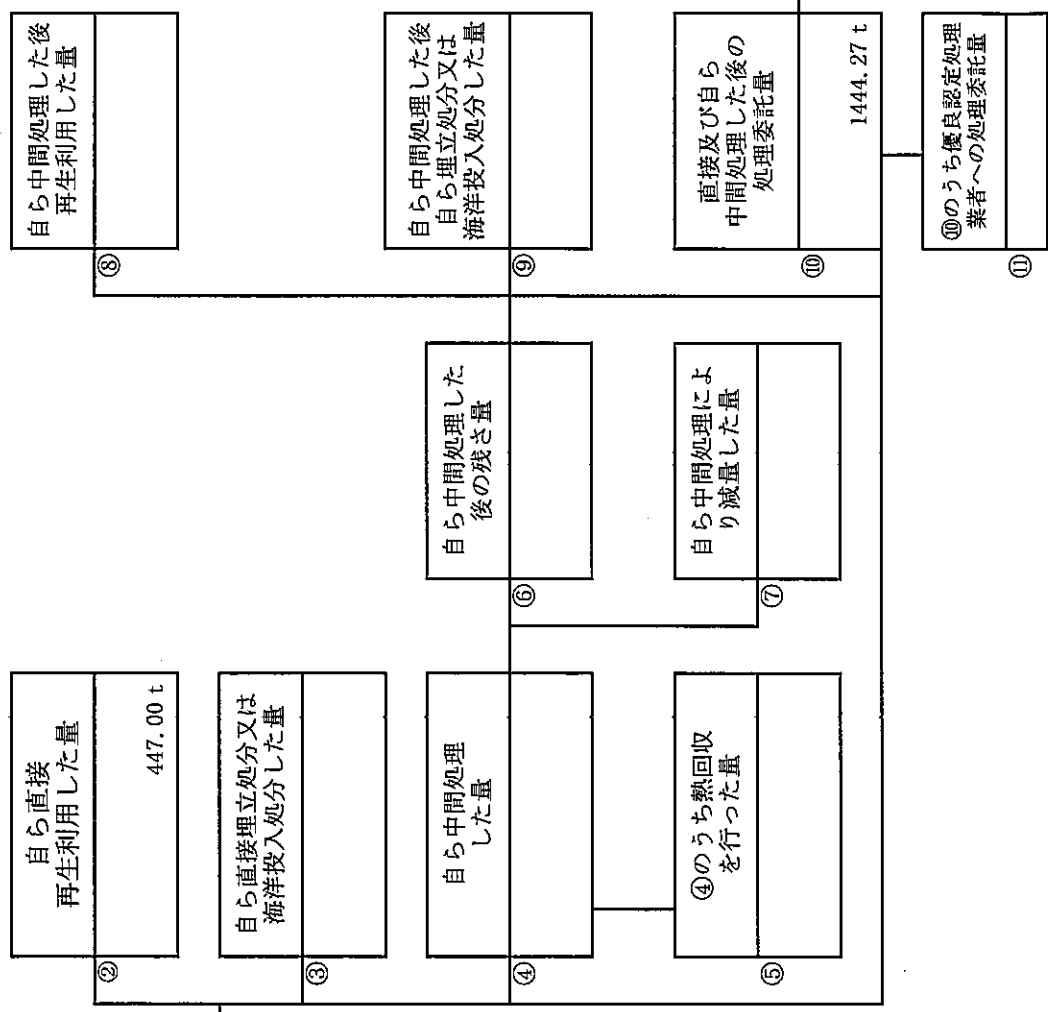 ②
自ら直接
再生利用した量
447.00 t
③
自ら直接埋立処分又は
海洋投入処分した量
④
自ら中間処理
した量
⑤
④のうち熱回収
を行った量
⑥
自ら中間処理した
後の残さ量
⑦
自ら中間処理によ
り減量した量
⑧
自ら中間処理した後
再生利用した量
⑨
自ら中間処理した後
自ら埋立処分又は
海洋投入処分した量
⑩
直接及び自ら
中間処理した後の
処理委託量
1444.27 t
⑪
⑩のうち優良認定処理
業者への処理委託量